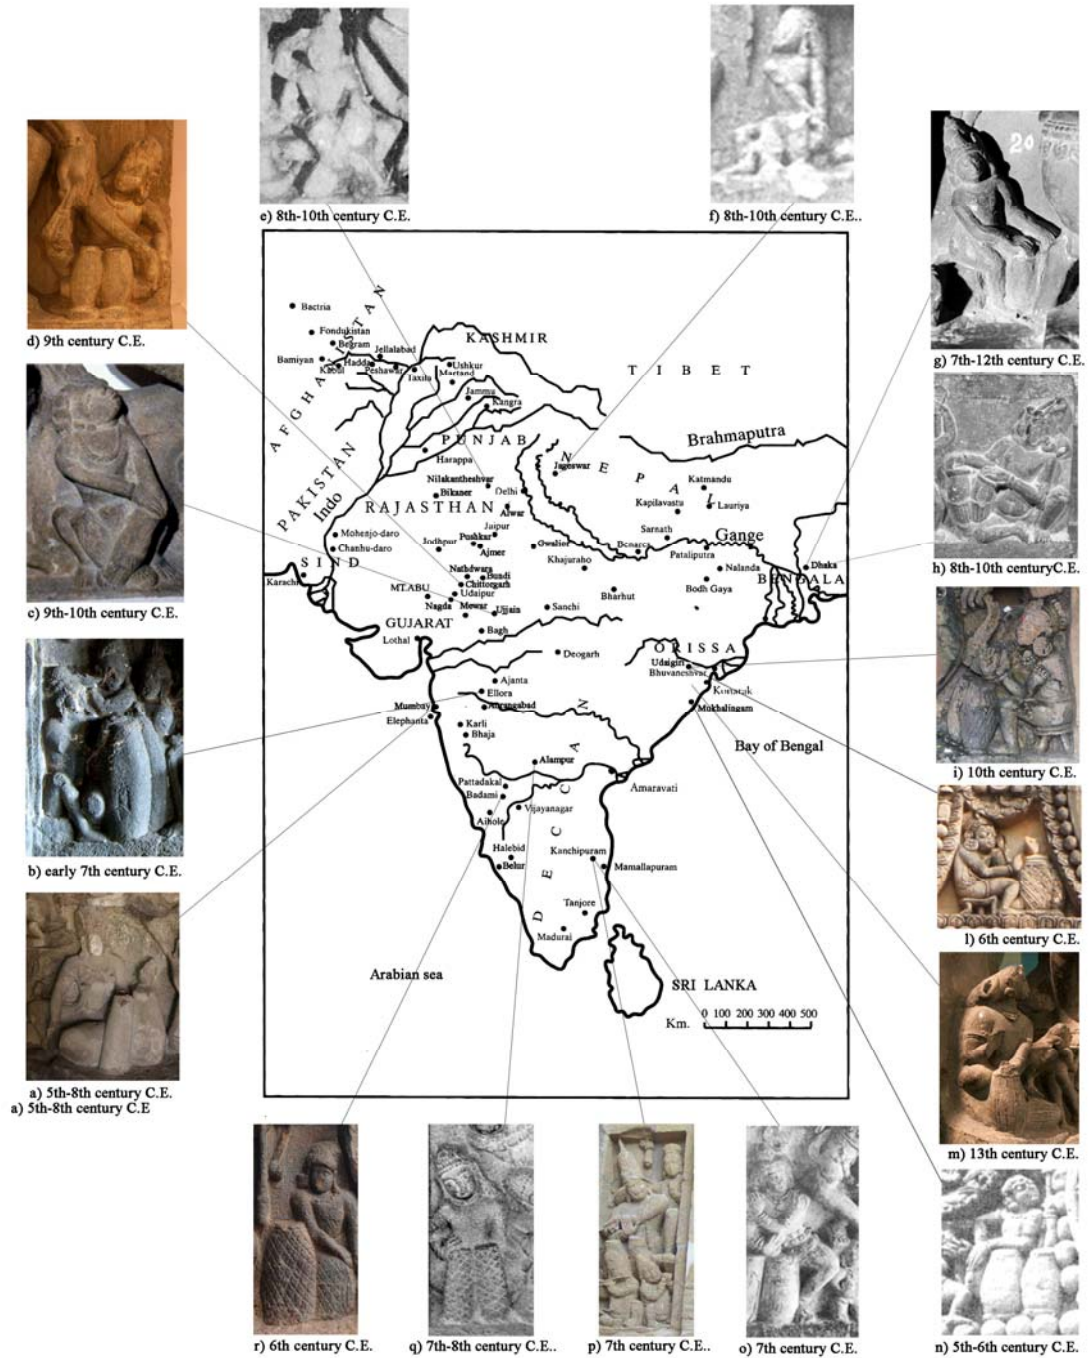 e) 8th-10th century C.E.
f) 8th-10th century C.E..
20
d) 9th century C.E.
g) 7th-12th century C.E.
c) 9th-10th century C.E.
h) 8th-10th centuryC.E.
b) early 7th century C.E.
i) 10th century C.E.
a) 5th-8th century C.E.
a) 5th-8th century C.E
l) 6th century C.E.
m) 13th century C.E.
r) 6th century C.E.
q) 7th-8th century C.E..
p) 7th century C.E..
o) 7th century C.E.
n) 5th-6th century C.E.
AFGHANISTAN
Bactria
Fondukistan
Begram
Bamiyan
Kabul
Hadda
Jellalabad
Peshawar
Taxila
KASHMIR
Ushkur
Martand
Jammu
Kangra
TIBET
PUNJAB
Harappa
Brahmaputra
PAKISTAN
Indo
NEPAL
Jageswar
Katmandu
Kapilavastu
Lauriya
Nilakantheshvar
Bikaner
Delhi
RAJASTHAN
Alwar
Mohenjo-daro
Chanhu-daro
SIND
Karachi
Jaipur
Pushkar
Jodhpur
Ajmer
Gwalior
Sarnath
Benares
Gange
Pataliputra
Khajuraho
Nalanda
Dhaka
BENGALA
Bodh Gaya
Nathdwara
Bundi
Chittorgarh
MT.ABU
Udaipur
Nagda
Mewar
Ujjain
Sanchi
Bharhut
GUJARAT
Lothal
Bagh
Deogarh
ORISSA
Udaigiri
Bhuvaneshvar
Konarak
Mukhalingam
Ajanta
Ellora
Aurangabad
Mumbay
Elephanta
Karli
Bhaja
Bay of Bengal
DECCAN
Alampur
Amaravati
Pattadakal
Badami
Vijayanagar
Aihole
Halebid
Belur
Kanchipuram
Mamallapuram
Tanjore
Madurai
Arabian sea
SRI LANKA
Km. 0 100 200 300 400 500